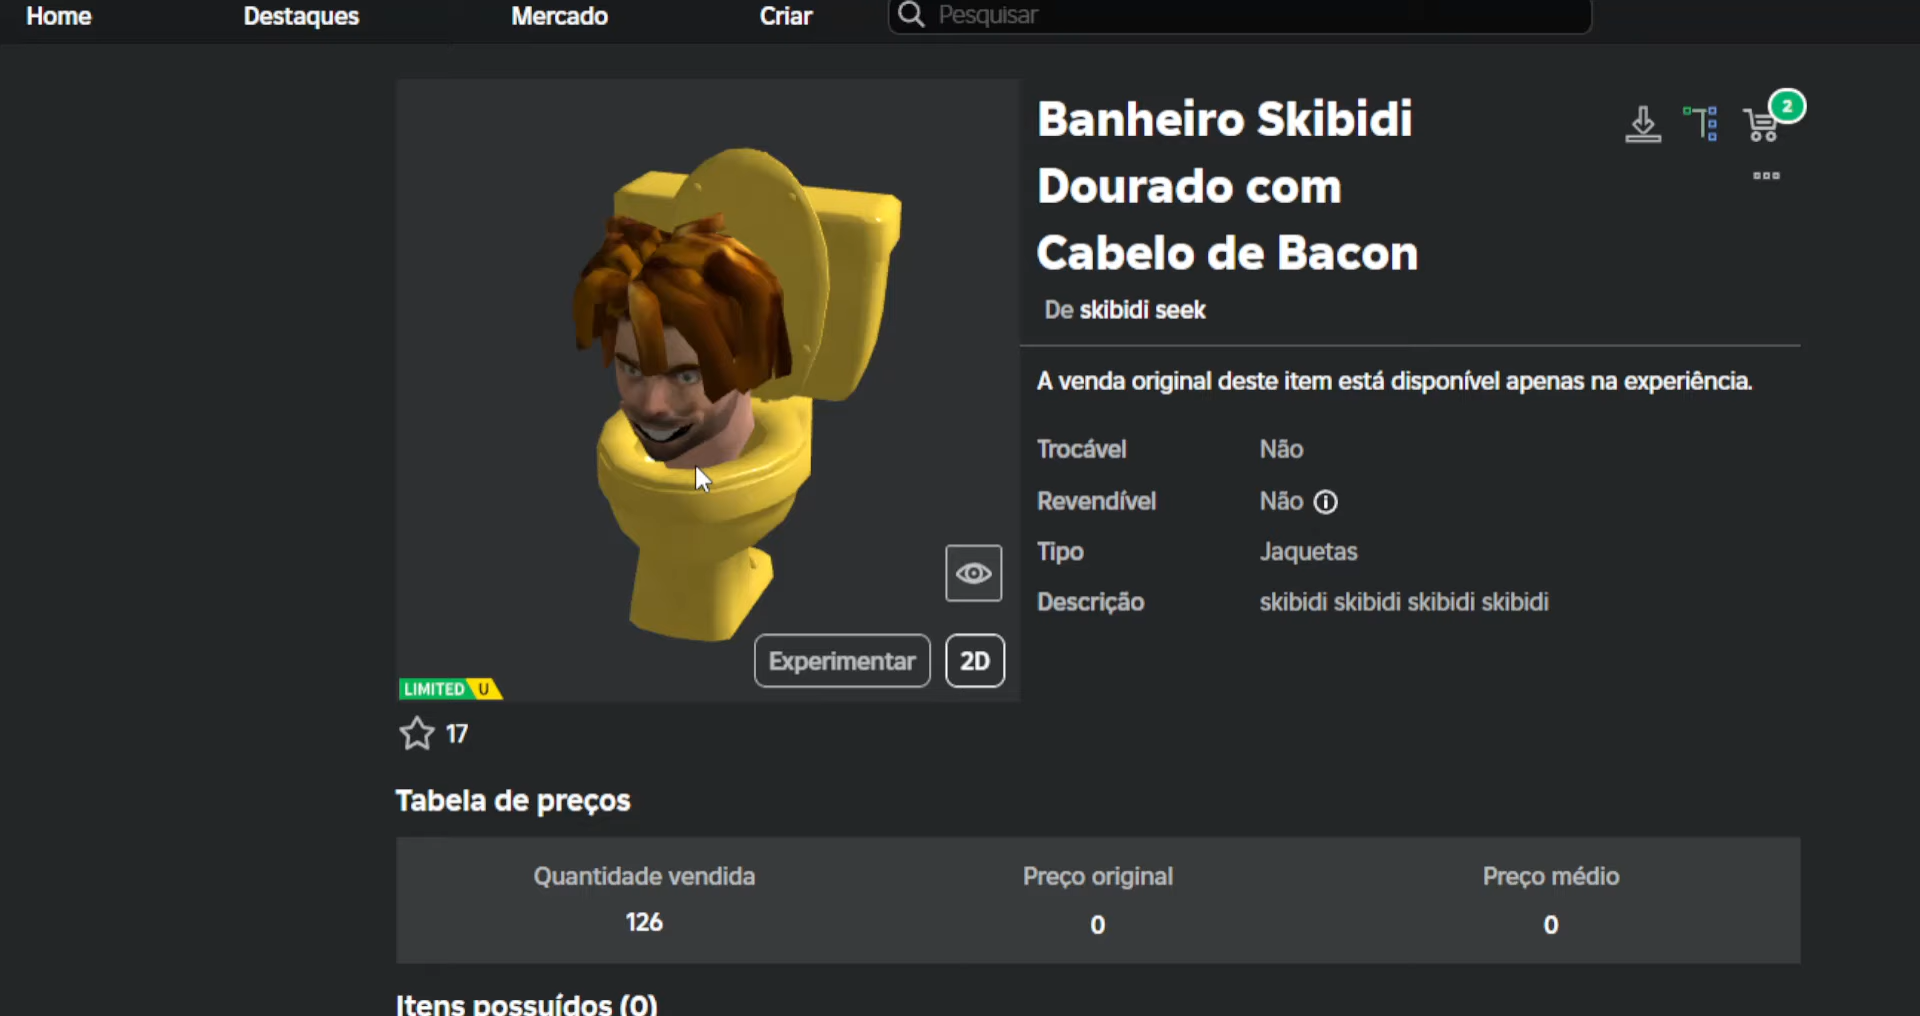 Home
Destaques
Mercado
Criar
Pesquisar
Banheiro Skibidi
Dourado com
Cabelo de Bacon
2
De skibidi seek
A venda original deste item está disponível apenas na experiência.
Trocável Não
Revendível Não
Tipo Jaquetas
Descrição skibidi skibidi skibidi skibidi
Experimentar
2D
LIMITED U
17
Tabela de preços
Quantidade vendida
126
Preço original
0
Preço médio
0
Itens possuídos (0)